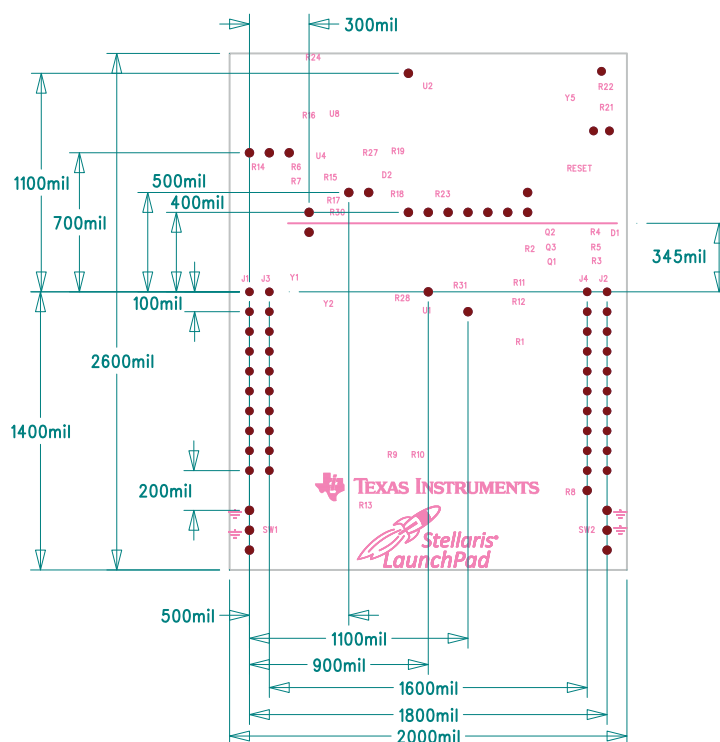 300mil
R24
U2
R22
Y5
R21
R16
U8
R27
R19
U4
R14
R6
R7
R15
D2
RESET
1100mil
500mil
R18
R23
R17
400mil
R30
700mil
Q2
R4
D1
R2
Q3
R5
345mil
Q1
R3
J1
J3
Y1
J4
J2
R11
R31
100mil
Y2
R28
R12
U1
R1
2600mil
1400mil
R9
R10
200mil
TEXAS INSTRUMENTS
R8
R13
SW1
SW2
Stellaris®
LaunchPad
500mil
1100mil
900mil
1600mil
1800mil
2000mil